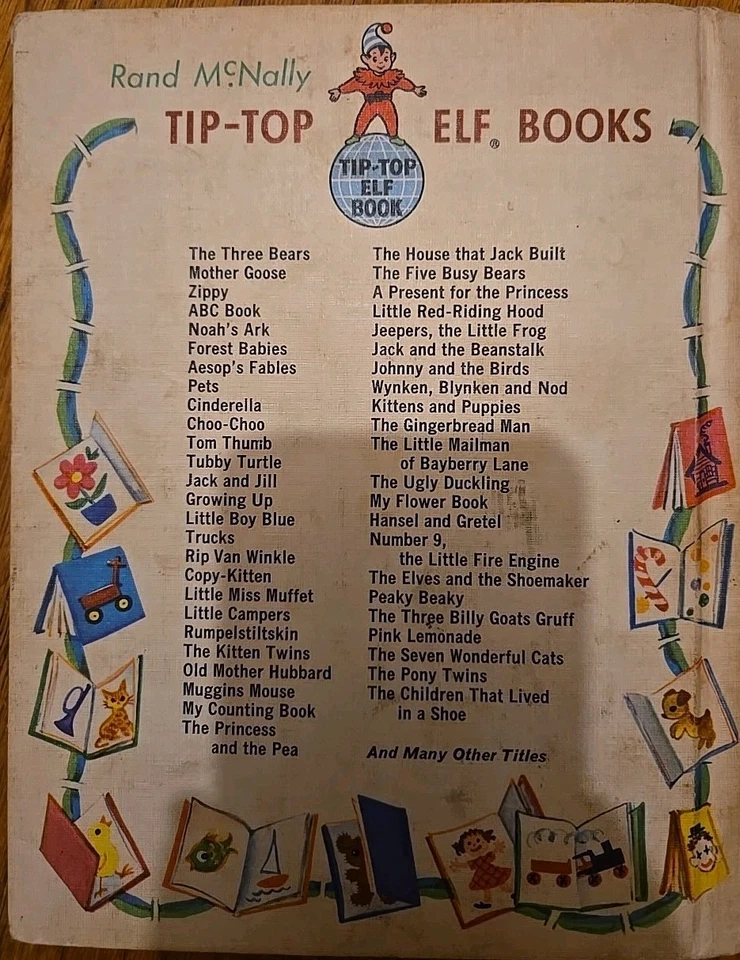 Rand McNally
TIP-TOP ELF® BOOKS
TIP-TOP
ELF
BOOK
The Three Bears
Mother Goose
Zippy
ABC Book
Noah's Ark
Forest Babies
Aesop's Fables
Pets
Cinderella
Choo-Choo
Tom Thumb
Tubby Turtle
Jack and Jill
Growing Up
Little Boy Blue
Trucks
Rip Van Winkle
Copy-Kitten
Little Miss Muffet
Little Campers
Rumpelstiltskin
The Kitten Twins
Old Mother Hubbard
Muggins Mouse
My Counting Book
The Princess
and the Pea
The House that Jack Built
The Five Busy Bears
A Present for the Princess
Little Red-Riding Hood
Jeepers, the Little Frog
Jack and the Beanstalk
Johnny and the Birds
Wynken, Blynken and Nod
Kittens and Puppies
The Gingerbread Man
The Little Mailman
of Bayberry Lane
The Ugly Duckling
My Flower Book
Hansel and Gretel
Number 9,
the Little Fire Engine
The Elves and the Shoemaker
Peaky Beaky
The Three Billy Goats Gruff
Pink Lemonade
The Seven Wonderful Cats
The Pony Twins
The Children That Lived
in a Shoe
And Many Other Titles